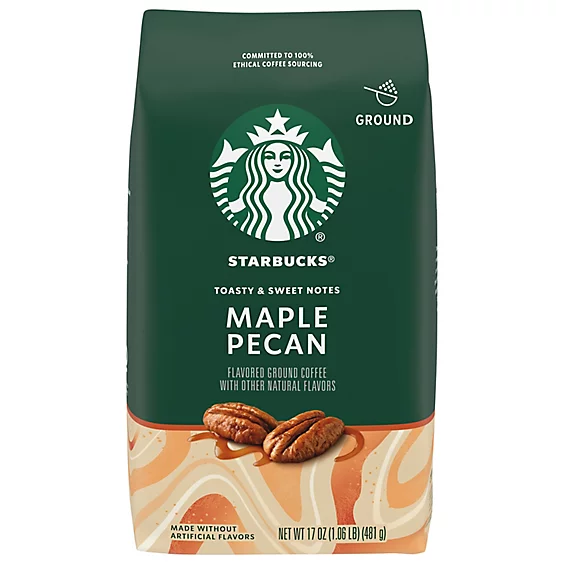 COMMITTED TO 100%
ETHICAL COFFEE SOURCING
GROUND
STARBUCKS®
TOASTY & SWEET NOTES
MAPLE
PECAN
FLAVORED GROUND COFFEE
WITH OTHER NATURAL FLAVORS
MADE WITHOUT
ARTIFICIAL FLAVORS
NET WT 17 OZ (1.06 LB) (481 g)